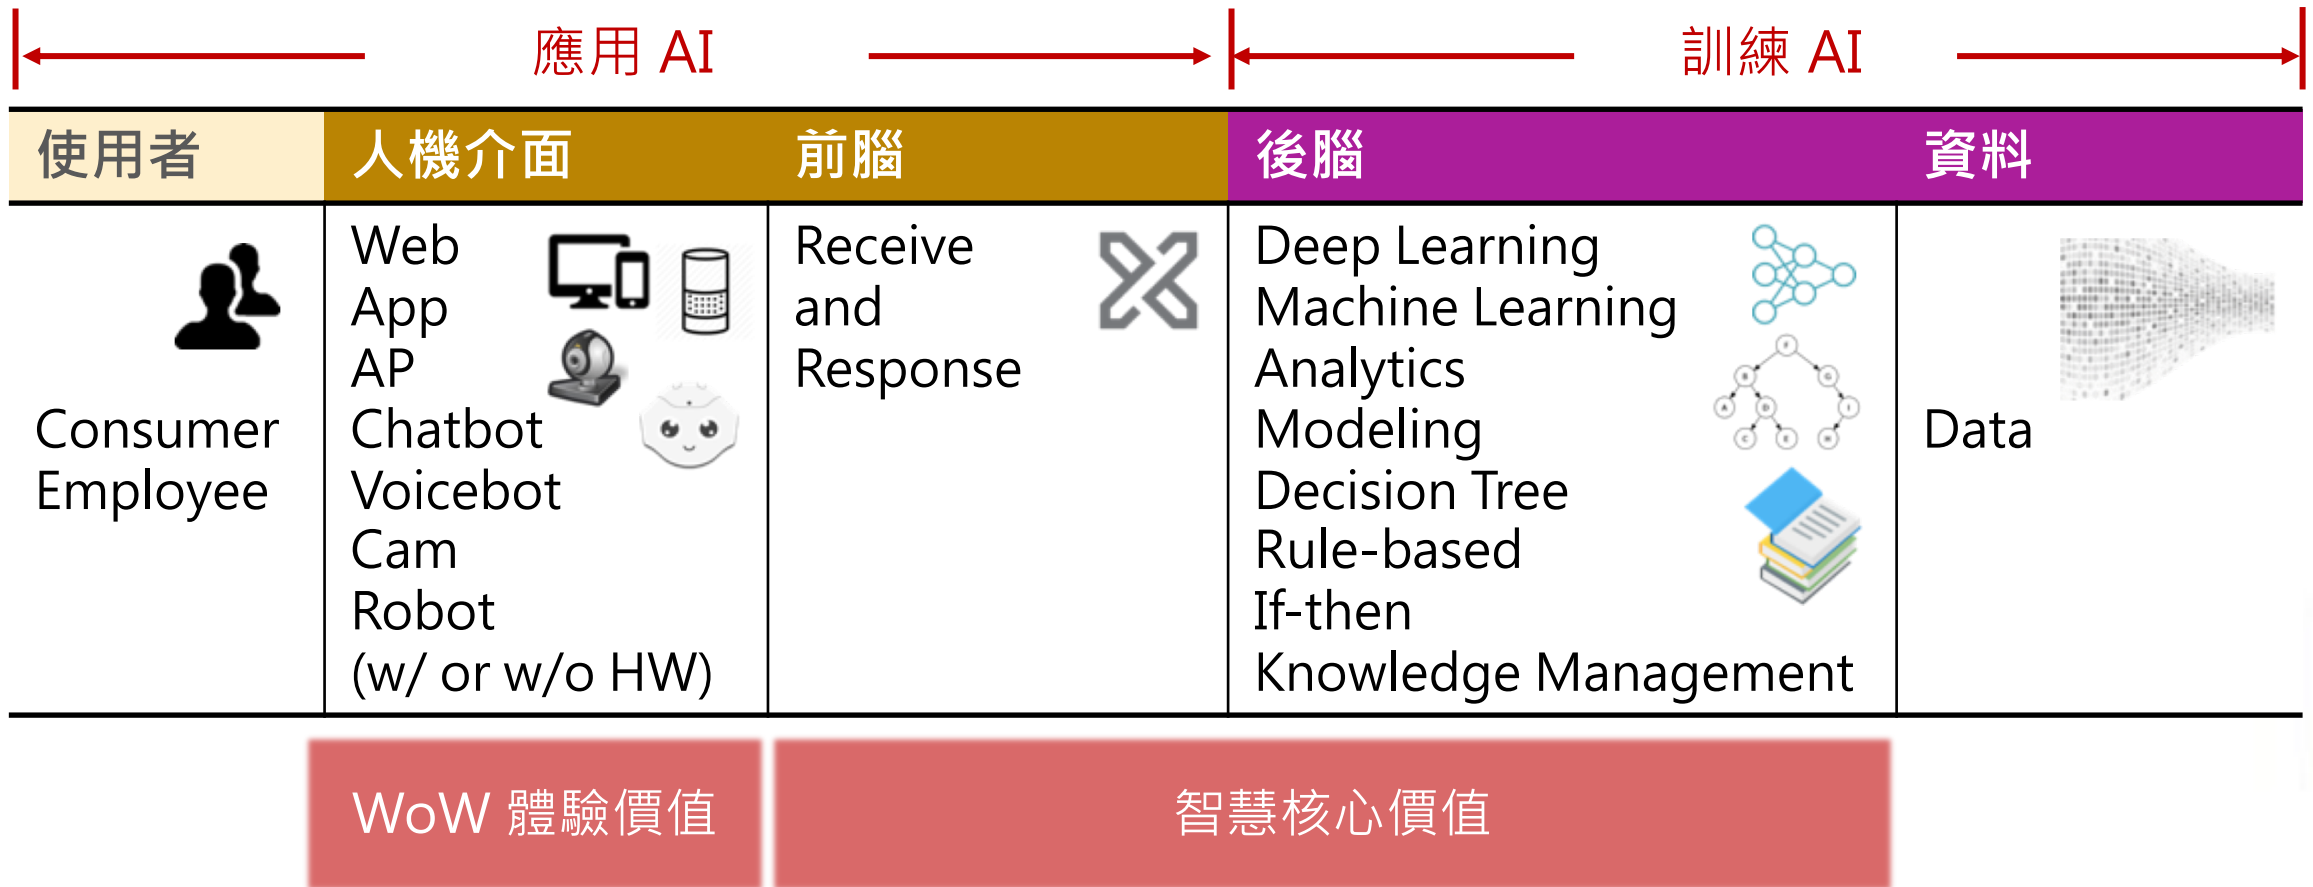 應用 AI
訓練 AI
使用者
人機介面
前腦
後腦
資料
Consumer
Employee
Web
App
AP
Chatbot
Voicebot
Cam
Robot
(w/ or w/o HW)
Receive
and
Response
Deep Learning
Machine Learning
Analytics
Modeling
Decision Tree
Rule-based
If-then
Knowledge Management
F
B
G
A
D
I
C
E
H
Data
WoW 體驗價值
智慧核心價值